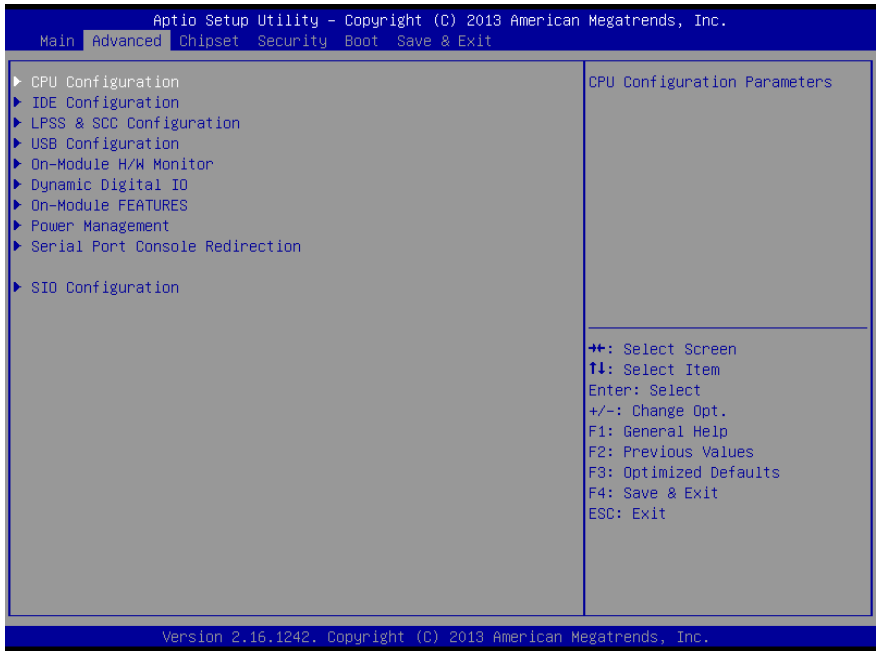 Aptio Setup Utility – Copyright (C) 2013 American Megatrends, Inc.
Main Advanced Chipset Security Boot Save & Exit
▶ CPU Configuration
▶ IDE Configuration
▶ LPSS & SCC Configuration
▶ USB Configuration
▶ On-Module H/W Monitor
▶ Dynamic Digital IO
▶ On-Module FEATURES
▶ Power Management
▶ Serial Port Console Redirection
▶ SIO Configuration
CPU Configuration Parameters
→←: Select Screen
↑↓: Select Item
Enter: Select
+/-: Change Opt.
F1: General Help
F2: Previous Values
F3: Optimized Defaults
F4: Save & Exit
ESC: Exit
Version 2.16.1242. Copyright (C) 2013 American Megatrends, Inc.